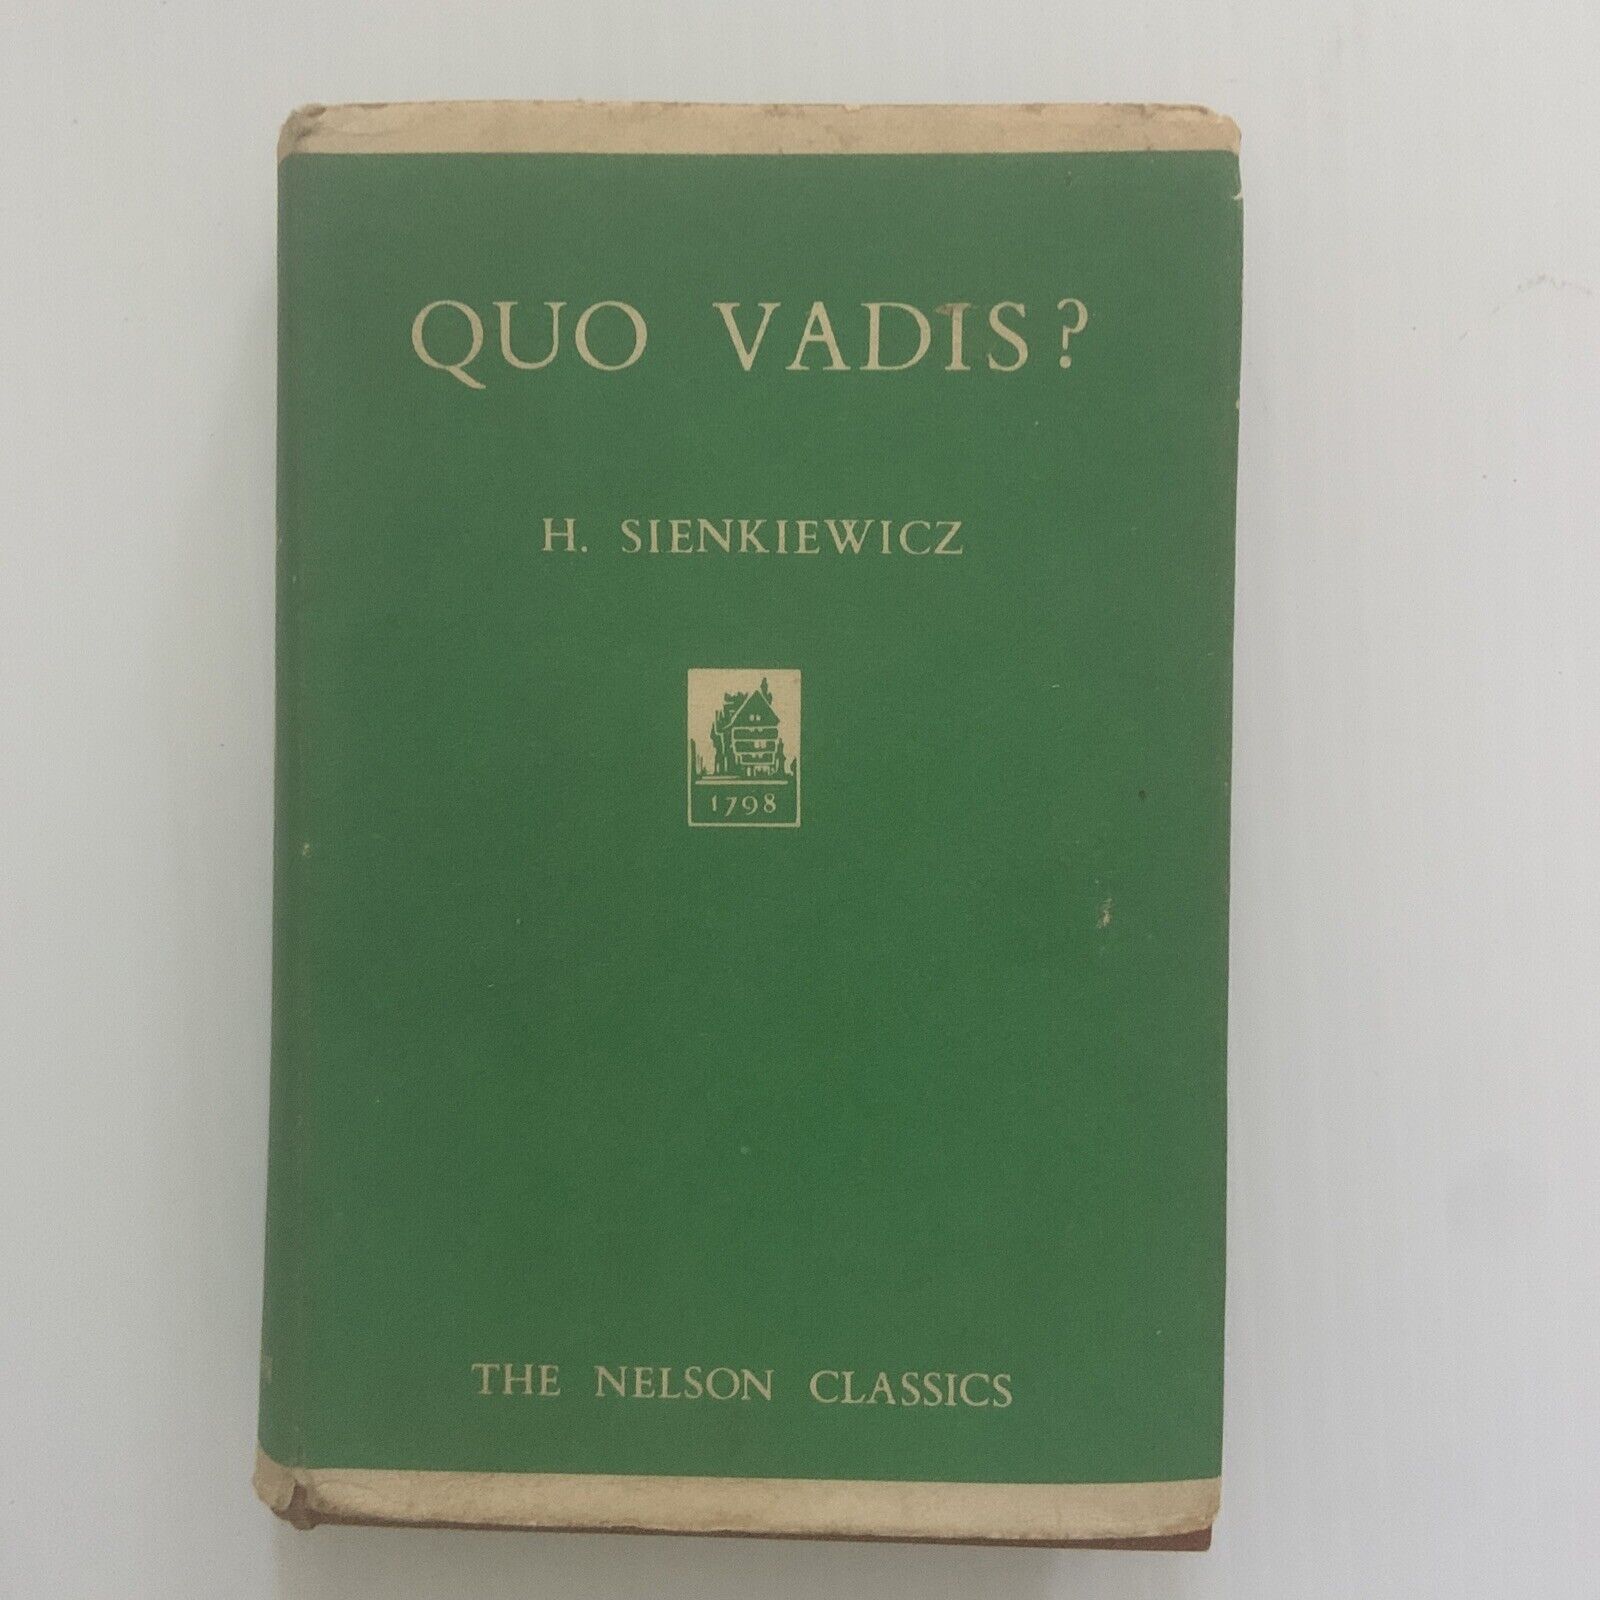 QUO VADIS?
H. SIENKIEWICZ
1798
THE NELSON CLASSICS